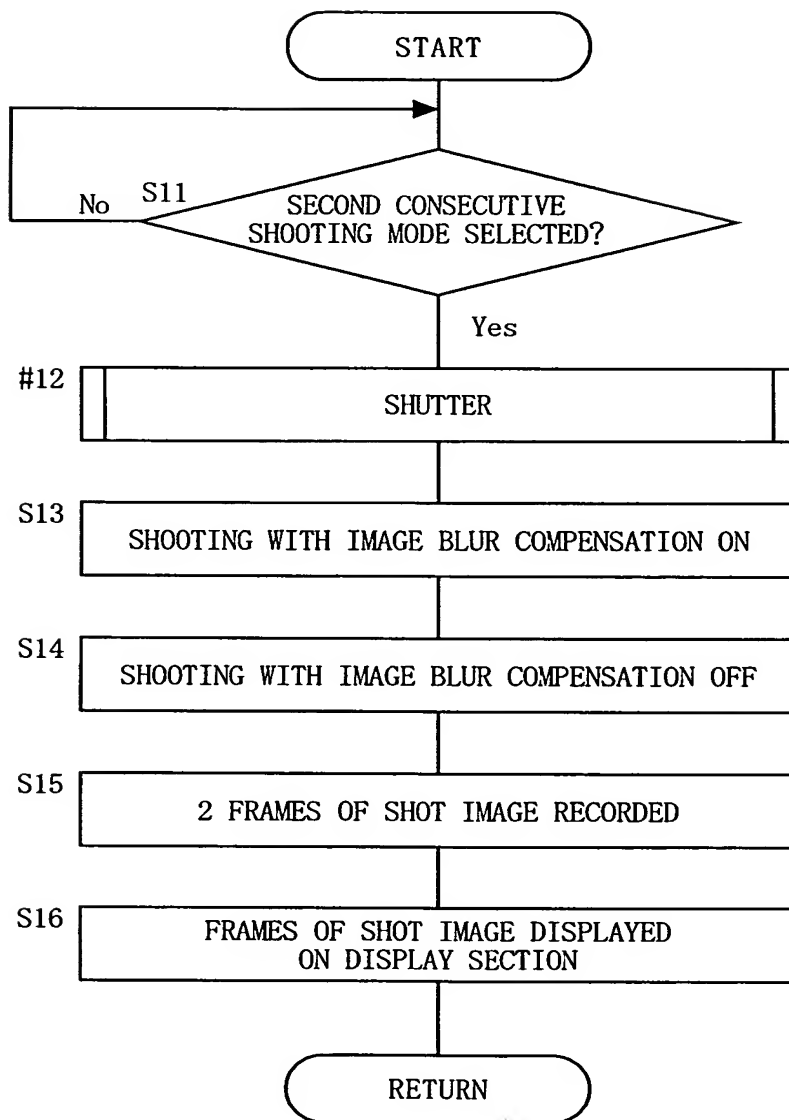 START
No
S11
SECOND CONSECUTIVE
SHOOTING MODE SELECTED?
Yes
#12
SHUTTER
S13
SHOOTING WITH IMAGE BLUR COMPENSATION ON
S14
SHOOTING WITH IMAGE BLUR COMPENSATION OFF
S15
2 FRAMES OF SHOT IMAGE RECORDED
S16
FRAMES OF SHOT IMAGE DISPLAYED
ON DISPLAY SECTION
RETURN